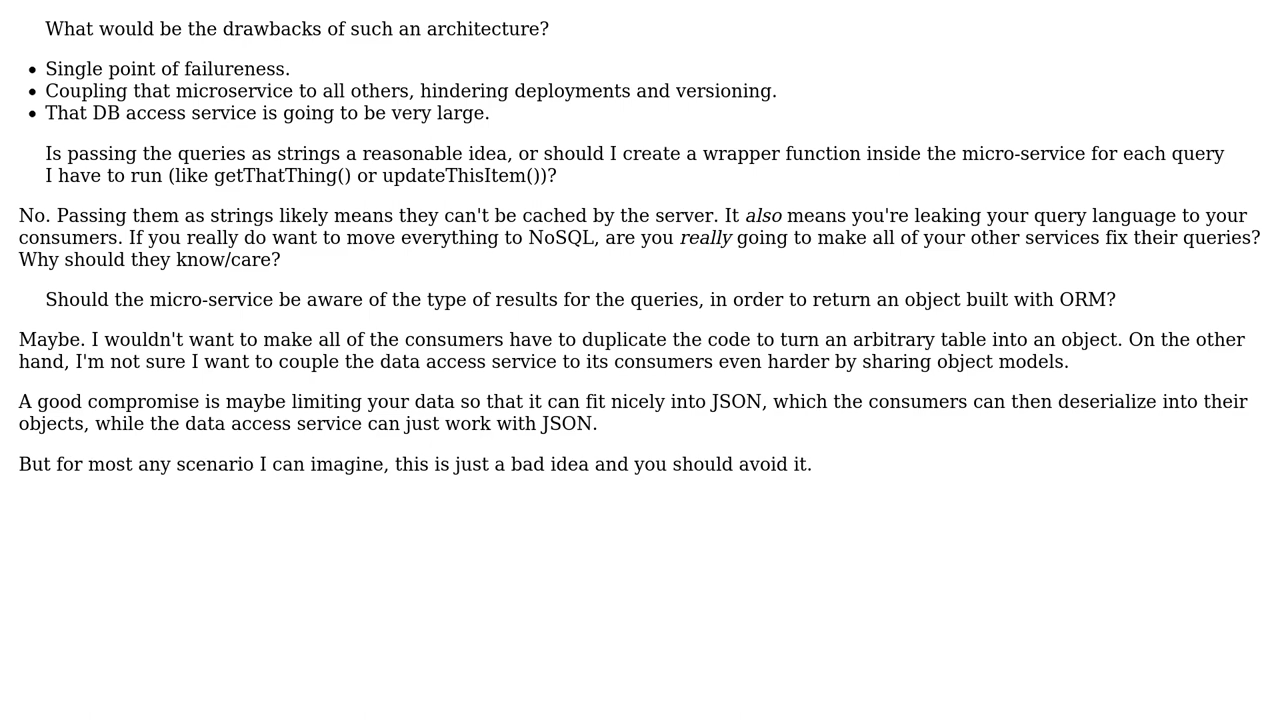 What would be the drawbacks of such an architecture?
• Single point of failureness.
• Coupling that microservice to all others, hindering deployments and versioning.
• That DB access service is going to be very large.
Is passing the queries as strings a reasonable idea, or should I create a wrapper function inside the micro-service for each query
I have to run (like getThatThing() or updateThisItem())?
No. Passing them as strings likely means they can't be cached by the server. It also means you're leaking your query language to your
consumers. If you really do want to move everything to NoSQL, are you really going to make all of your other services fix their queries?
Why should they know/care?
Should the micro-service be aware of the type of results for the queries, in order to return an object built with ORM?
Maybe. I wouldn't want to make all of the consumers have to duplicate the code to turn an arbitrary table into an object. On the other
hand, I'm not sure I want to couple the data access service to its consumers even harder by sharing object models.
A good compromise is maybe limiting your data so that it can fit nicely into JSON, which the consumers can then deserialize into their
objects, while the data access service can just work with JSON.
But for most any scenario I can imagine, this is just a bad idea and you should avoid it.